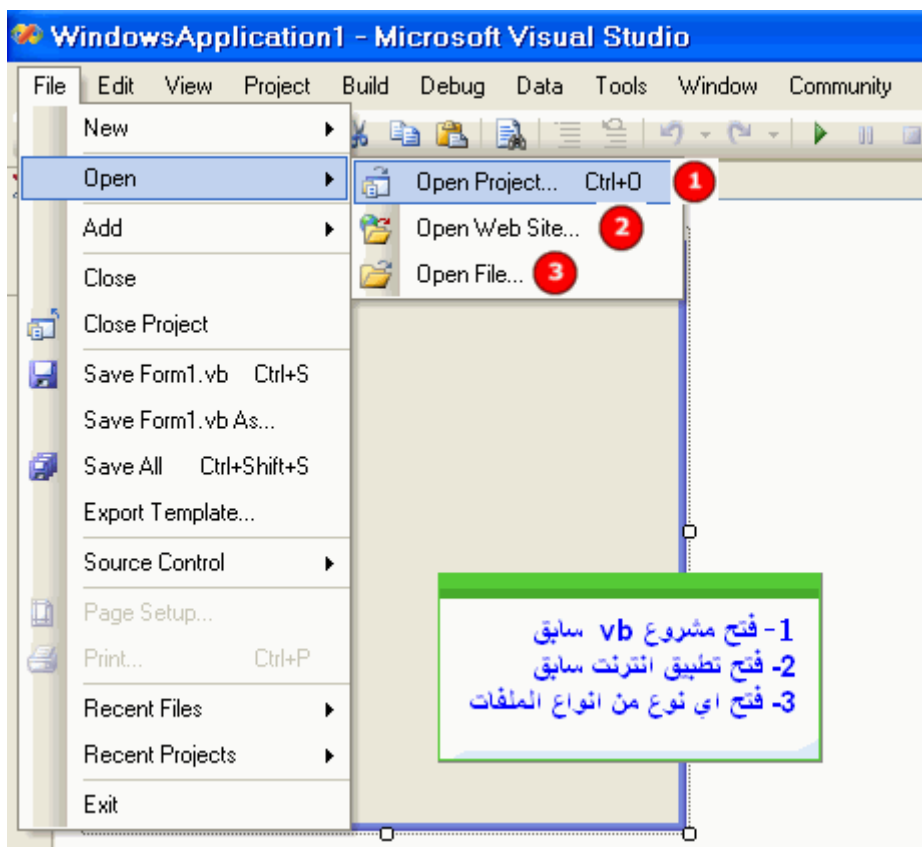 WindowsApplication1 - Microsoft Visual Studio
File Edit View Project Build Debug Data Tools Window Community
New
Open
Open Project... Ctrl+O 1
Add
Open Web Site... 2
Close
Open File... 3
Close Project
Save Form1.vb Ctrl+S
Save Form1.vb As...
Save All Ctrl+Shift+S
Export Template...
Source Control
Page Setup...
Print... Ctrl+P
Recent Files
Recent Projects
Exit
1- فتح مشروع vb سابق
2- فتح تطبيق انترنت سابق
3- فتح اي نوع من انواع الملفات